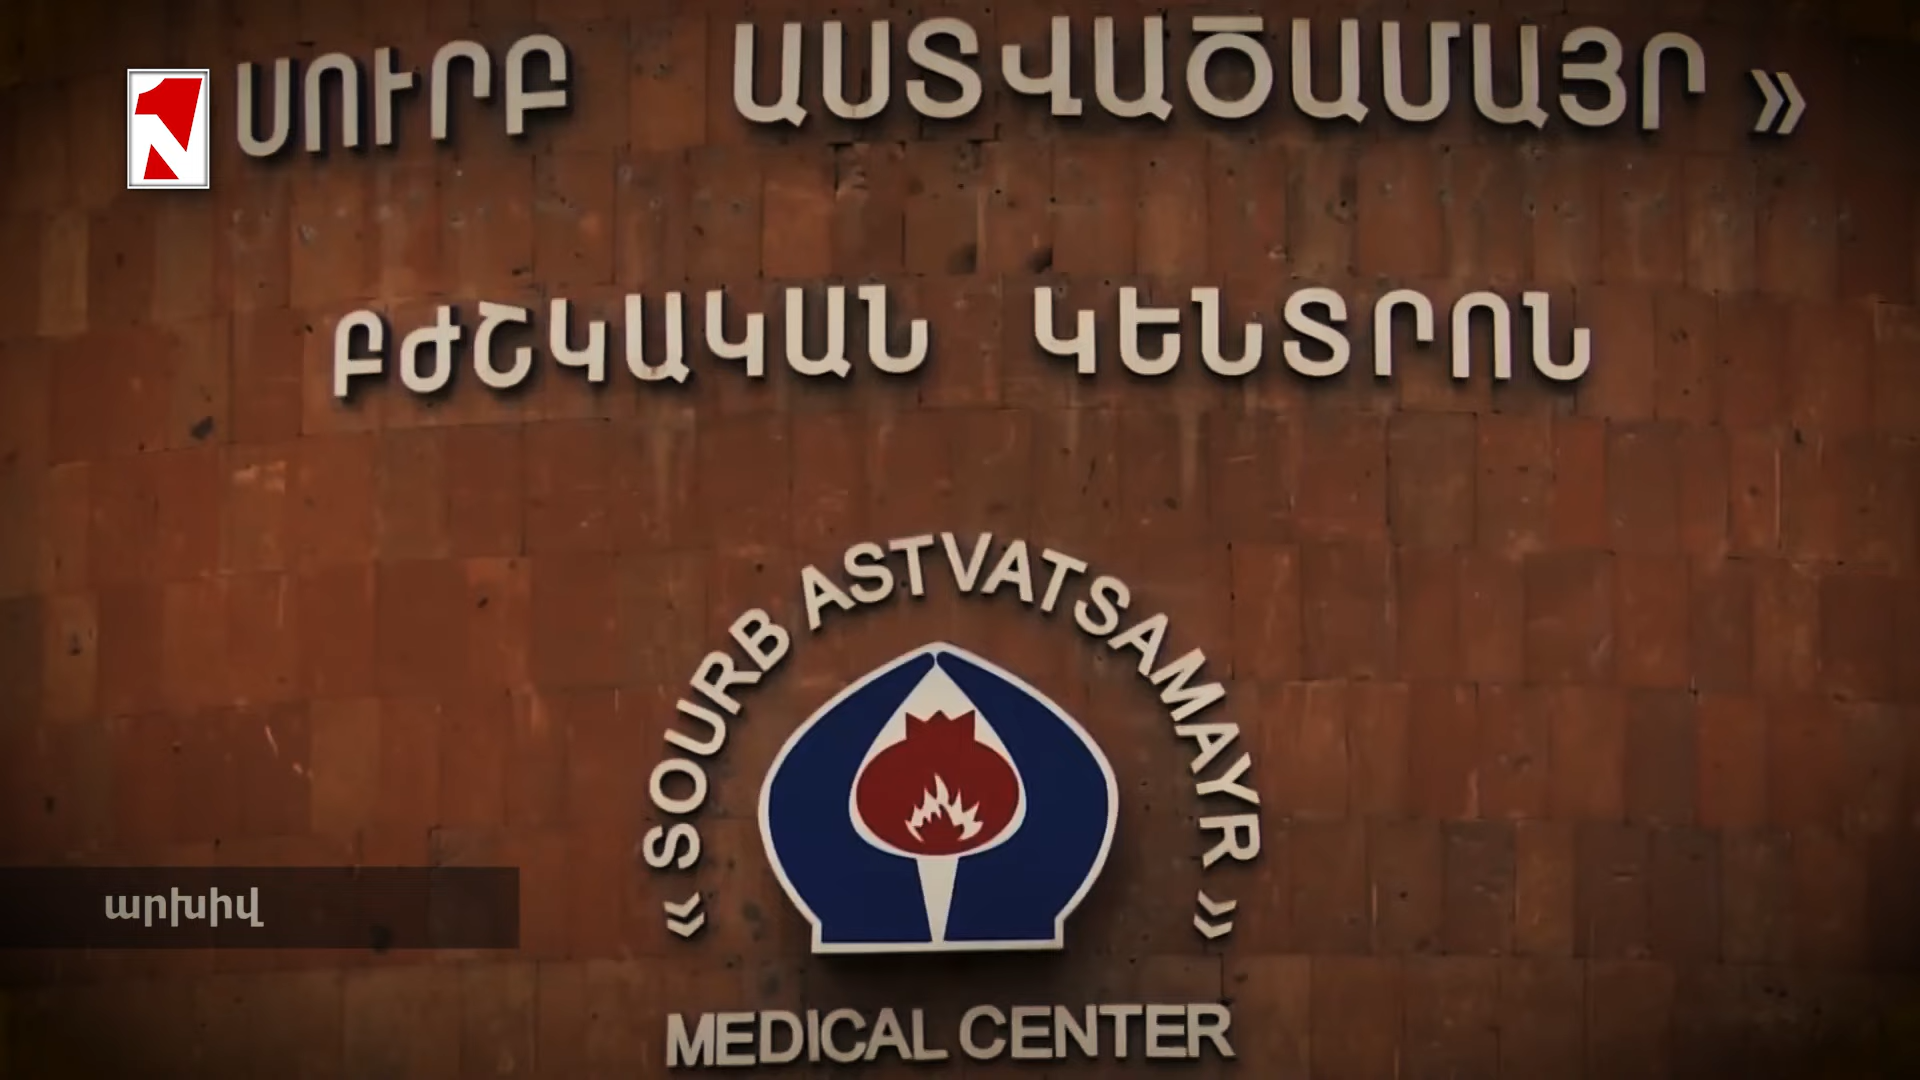 ՍՈՒՐԲ ԱՍՏՎԱԾԱՄԱՅՐ»
ԲԺՇԿԱԿԱՆ ԿԵՆՏՐՈՆ
«SOURB ASTVATSAMAYR»
արխիվ
MEDICAL CENTER